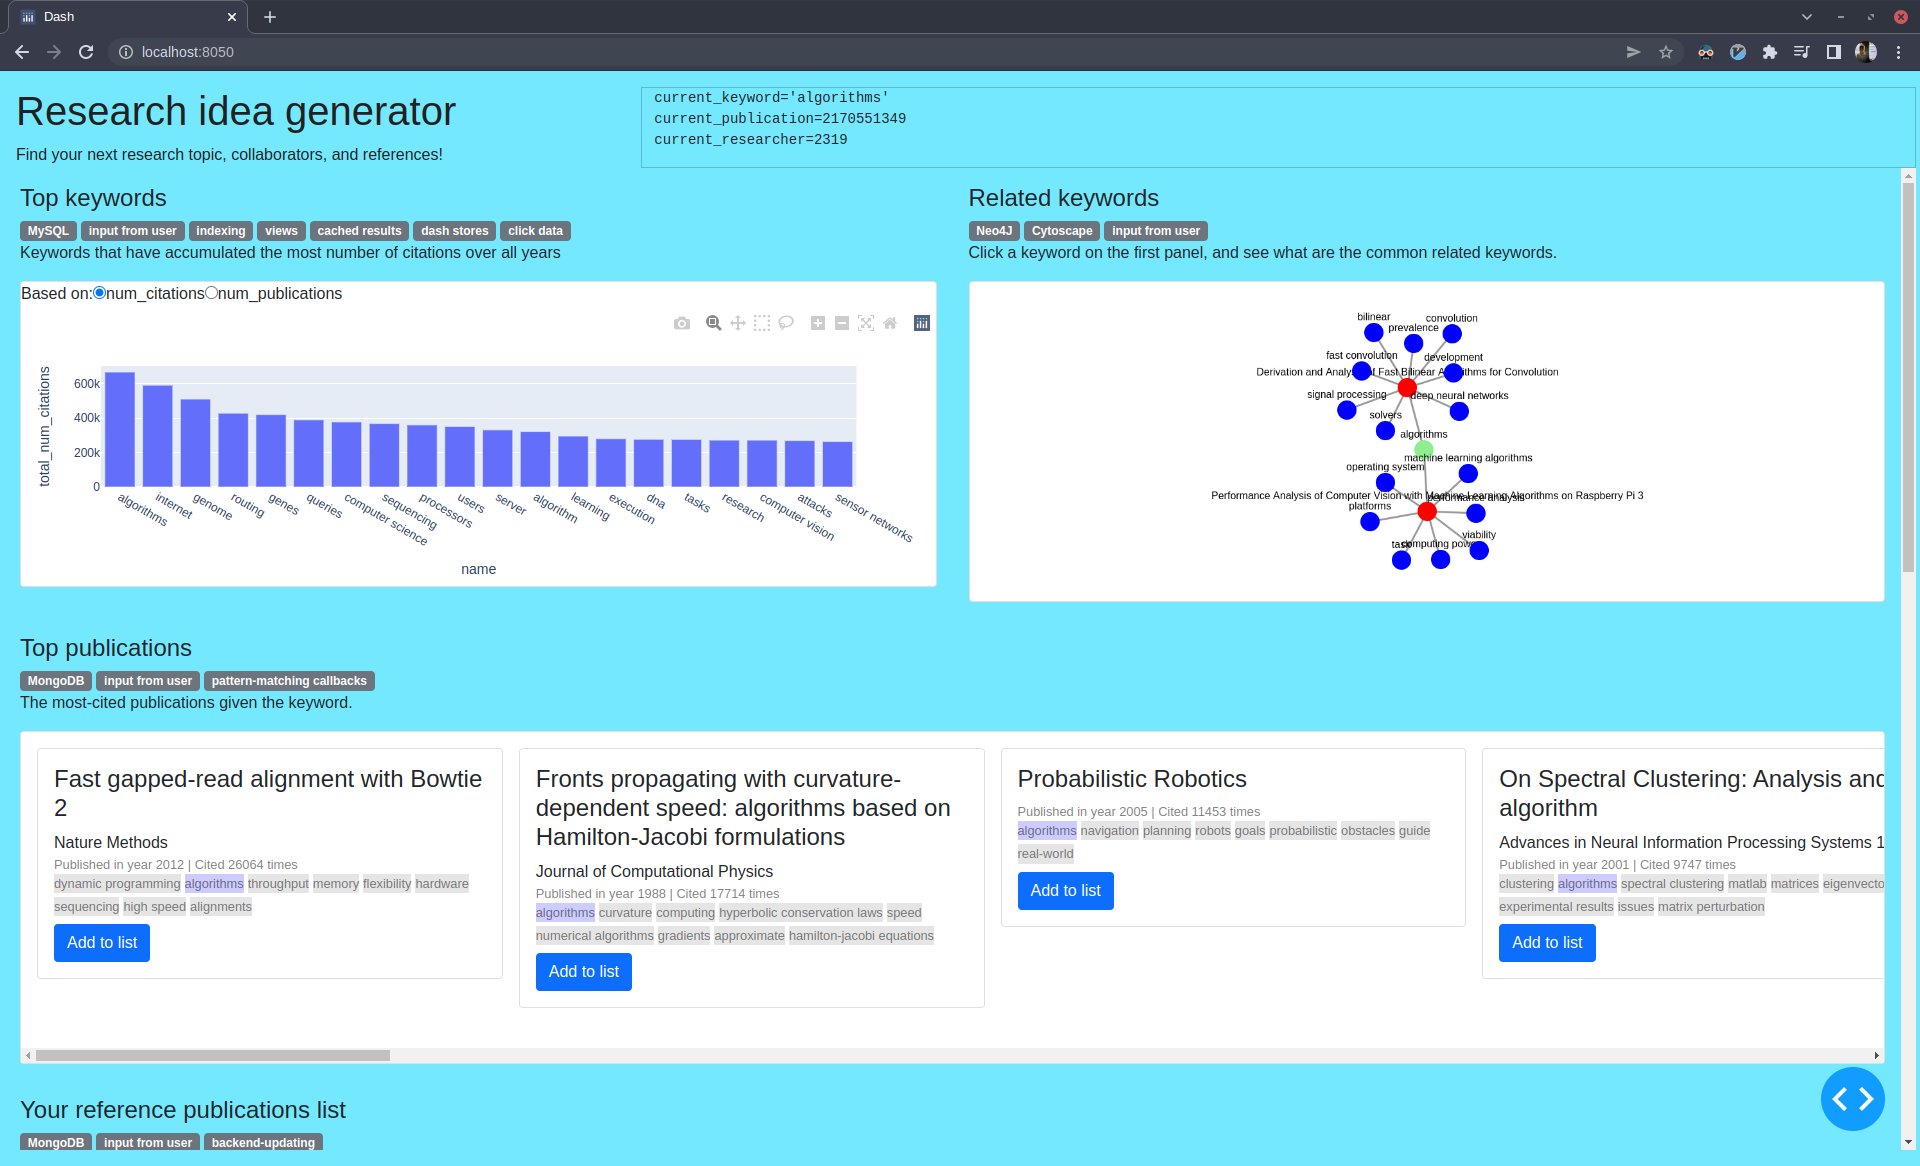 Dash
localhost:8050
Research idea generator
Find your next research topic, collaborators, and references!
current_keyword='algorithms'
current_publication=2170551349
current_researcher=2319
Top keywords
MySQL input from user indexing views cached results dash stores click data
Keywords that have accumulated the most number of citations over all years
Based on: num_citations num_publications
total_num_citations
600k
400k
200k
0
algorithms
internet
genome
routing
genes
queries
computer science
sequencing
processors
users
server
algorithm
learning
execution
dna
tasks
research
computer vision
attacks
sensor networks
name
Related keywords
Neo4J Cytoscape input from user
Click a keyword on the first panel, and see what are the common related keywords.
bilinear
convolution
prevalence
fast convolution
development
Derivation and Analysis of Fast Bilinear Algorithms for Convolution
signal processing
deep neural networks
solvers
algorithms
machine learning algorithms
operating system
Performance Analysis of Computer Vision with Machine Learning Algorithms on Raspberry Pi 3
performance analysis
platforms
viability
task
computing power
Top publications
MongoDB input from user pattern-matching callbacks
The most-cited publications given the keyword.
Fast gapped-read alignment with Bowtie
2
Nature Methods
Published in year 2012 | Cited 26064 times
dynamic programming algorithms throughput memory flexibility hardware
sequencing high speed alignments
Add to list
Fronts propagating with curvature-
dependent speed: algorithms based on
Hamilton-Jacobi formulations
Journal of Computational Physics
Published in year 1988 | Cited 17714 times
algorithms curvature computing hyperbolic conservation laws speed
numerical algorithms gradients approximate hamilton-jacobi equations
Add to list
Probabilistic Robotics
Published in year 2005 | Cited 11453 times
algorithms navigation planning robots goals probabilistic obstacles guide
real-world
Add to list
On Spectral Clustering: Analysis and
algorithm
Advances in Neural Information Processing Systems 1
Published in year 2001 | Cited 9747 times
clustering algorithms spectral clustering matlab matrices eigenvecto
experimental results issues matrix perturbation
Add to list
Your reference publications list
MongoDB input from user backend-updating